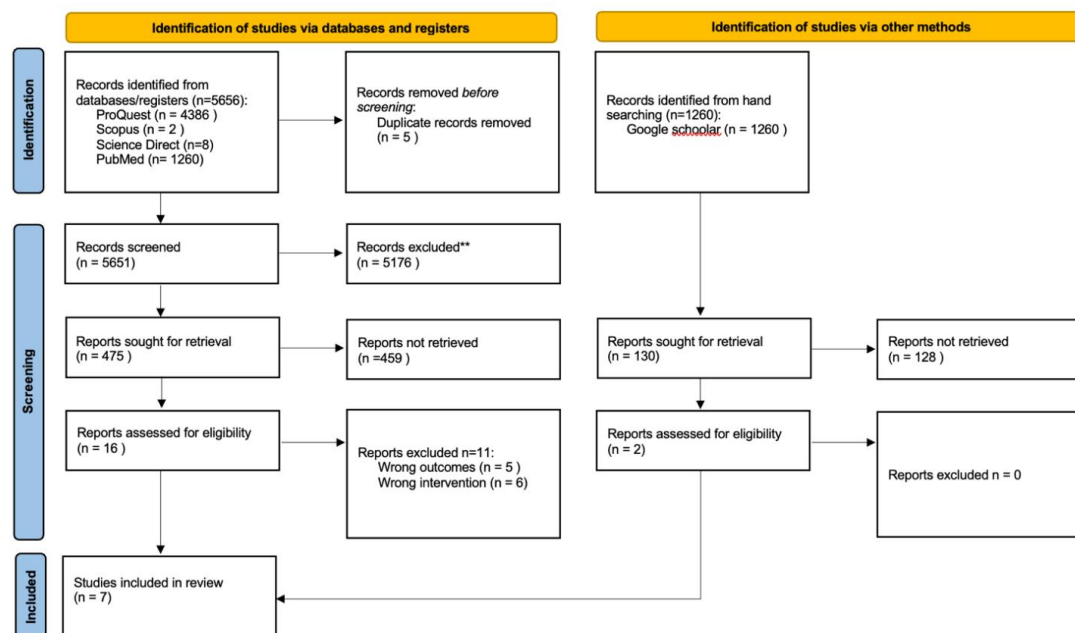 Identification of studies via databases and registers
Identification of studies via other methods
Identification
Records identified from
databases/registers (n=5656):
ProQuest (n = 4386 )
Scopus (n = 2 )
Science Direct (n=8)
PubMed (n= 1260)
Records removed before
screening:
Duplicate records removed
(n = 5 )
Records identified from hand
searching (n=1260):
Google schoolar (n = 1260 )
Screening
Records screened
(n = 5651)
Records excluded**
(n = 5176 )
Reports sought for retrieval
(n = 475 )
Reports not retrieved
(n =459 )
Reports sought for retrieval
(n = 130)
Reports not retrieved
(n = 128 )
Reports assessed for eligibility
(n = 16 )
Reports excluded n=11:
Wrong outcomes (n = 5 )
Wrong intervention (n = 6)
Reports assessed for eligibility
(n = 2)
Reports excluded n = 0
Included
Studies included in review
(n = 7)